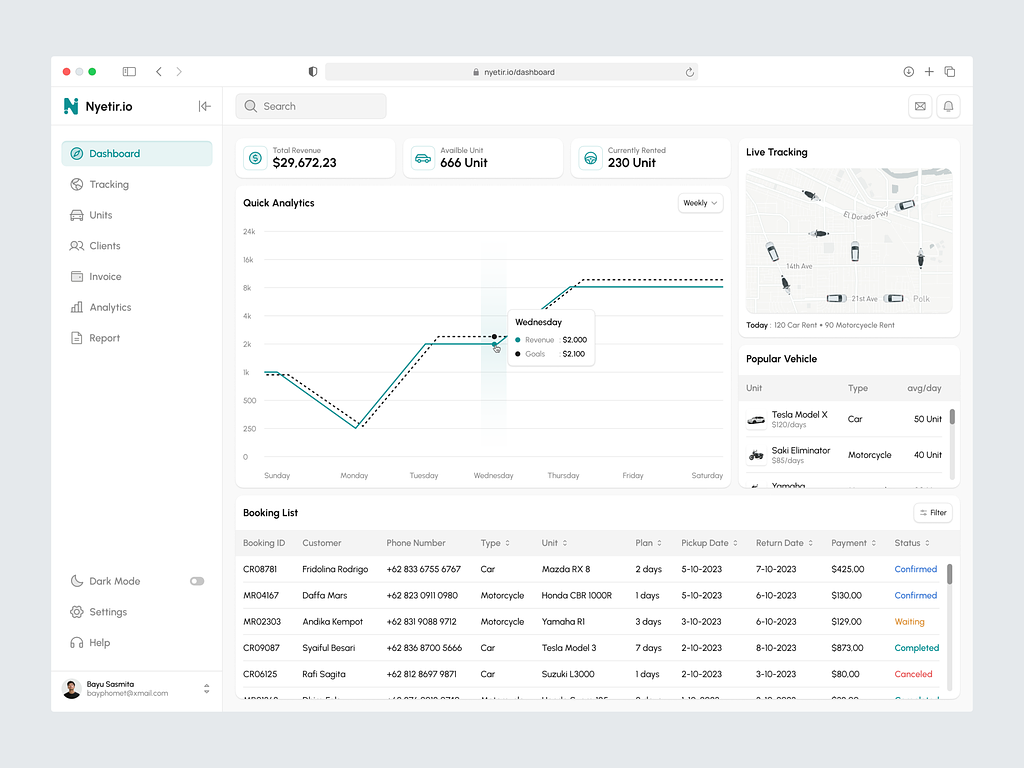 nyetir.io/dashboard
Nyetir.io
Search
Dashboard
Tracking
Units
Clients
Invoice
Analytics
Report
Dark Mode
Settings
Help
Bayu Sasmita
bayphomet@xmail.com
Total Revenue
$29,672,23
Availble Unit
666 Unit
Currently Rented
230 Unit
Quick Analytics
Weekly
24k
16k
8k
4k
2k
1k
500
250
0
Wednesday
Revenue : $2.000
Goals : $2.100
Sunday Monday Tuesday Wednesday Thursday Friday Saturday
Live Tracking
El Dorado Fwy
14th Ave
21st Ave
Polk
Today : 120 Car Rent • 90 Motorcycle Rent
Popular Vehicle
Unit Type avg/day
Tesla Model X Car 50 Unit
$120/days
Saki Eliminator Motorcycle 40 Unit
$85/days
Yamaha
Booking List
Filter
Booking ID Customer Phone Number Type Unit Plan Pickup Date Return Date Payment Status
CR08781 Fridolina Rodrigo +62 833 6755 6767 Car Mazda RX 8 2 days 5-10-2023 7-10-2023 $425,00 Confirmed
MR04167 Daffa Mars +62 823 0911 0980 Motorcycle Honda CBR 1000R 1 days 5-10-2023 6-10-2023 $130,00 Confirmed
MR02303 Andika Kempot +62 831 9088 9712 Motorcycle Yamaha R1 3 days 3-10-2023 6-10-2023 $129.00 Waiting
CR09087 Syaiful Besari +62 836 8700 5666 Car Tesla Model 3 7 days 2-10-2023 8-10-2023 $873,00 Completed
CR06125 Rafi Sagita +62 812 8697 9871 Car Suzuki L3000 1 days 2-10-2023 3-10-2023 $80,00 Canceled